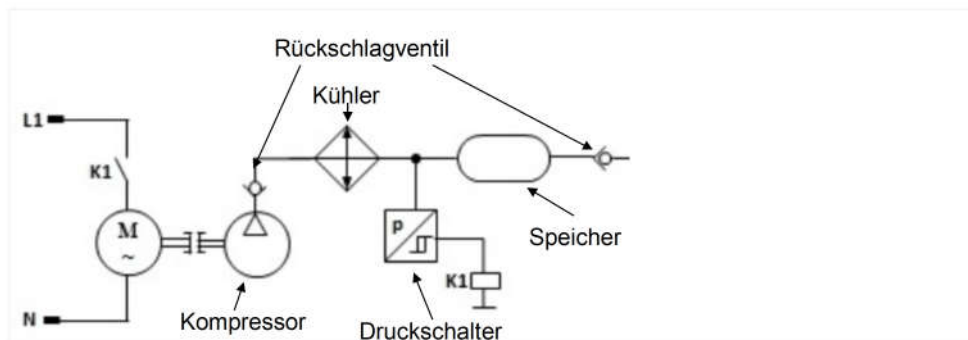 Rückschlagventil
Kühler
L1
K1
M
~
p
Speicher
K1
N
Kompressor
Druckschalter